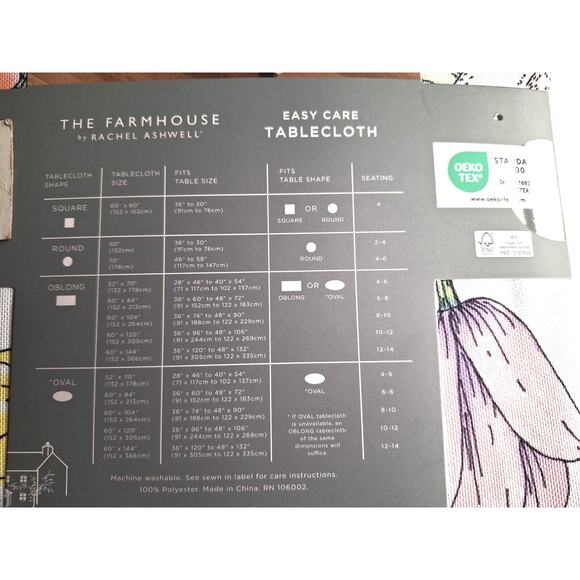 THE FARMHOUSE
by RACHEL ASHWELL®
EASY CARE
TABLECLOTH
TABLECLOTH SHAPE TABLECLOTH SIZE FITS TABLE SIZE FITS TABLE SHAPE SEATING
SQUARE 60" x 60" 36" to 30" OR 4
(152 x 152cm) (91cm to 76cm) SQUARE ROUND
ROUND 60" 36" to 30" 2-4
(152cm) (91cm to 76cm) ROUND
70" 46" to 58" 4-6
(178cm) (117cm to 147cm)
OBLONG 52" x 70" 28" x 46" to 40" x 54" OR 4-6
(132 x 178cm) (71 x 117cm to 102 x 137cm) OBLONG *OVAL
60" x 84" 36" x 60" to 48" x 72" 6-8
(152 x 213cm) (91 x 152cm to 122 x 183cm)
60" x 104" 36" x 74" to 48" x 90" 8-10
(152 x 264cm) (91 x 188cm to 122 x 229cm)
60" x 120" 36" x 96" to 48" x 106" 10-12
(152 x 305cm) (91 x 244cm to 122 x 269cm)
60" x 144" 36" x 120" to 48" x 132" 12-14
(152 x 366cm) (91 x 305cm to 122 x 335cm)
*OVAL 52" x 70" 28" x 46" to 40" x 54" 4-6
(132 x 178cm) (71 x 117cm to 102 x 137cm) *OVAL
60" x 84" 36" x 60" to 48" x 72" 6-8
(152 x 213cm) (91 x 152cm to 122 x 183cm)
60" x 104" 36" x 74" to 48" x 90" 8-10
(152 x 264cm) (91 x 188cm to 122 x 229cm)
60" x 120" 36" x 96" to 48" x 106" 10-12
(152 x 305cm) (91 x 244cm to 122 x 269cm)
60" x 144" 36" x 120" to 48" x 132" 12-14
(152 x 366cm) (91 x 305cm to 122 x 335cm)
* If OVAL tablecloth
is unavailable, an
OBLONG tablecloth
of the same
dimensions will
suffice.
Machine washable. See sewn in label for care instructions.
100% Polyester. Made in China. RN 106002.
OEKO
TEX®
FSC
MIX